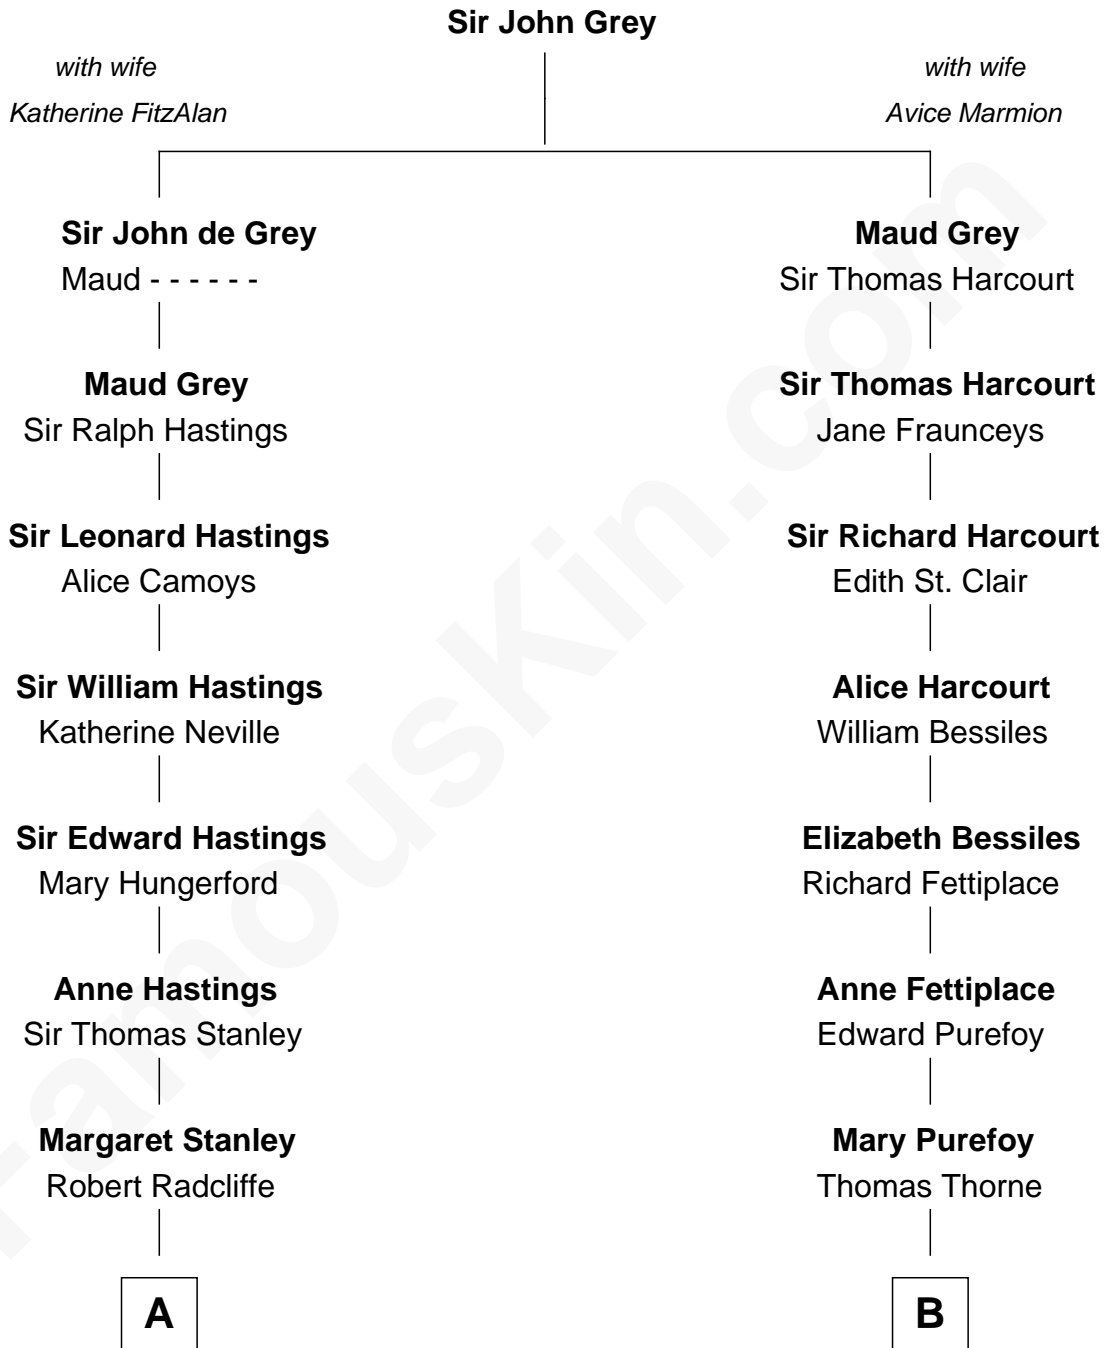 Sir John Grey
with wife
Katherine FitzAlan
with wife
Avice Marmion
Sir John de Grey
Maud - - - - - -
Maud Grey
Sir Thomas Harcourt
Maud Grey
Sir Ralph Hastings
Sir Thomas Harcourt
Jane Fraunceys
Sir Leonard Hastings
Alice Camoys
Sir Richard Harcourt
Edith St. Clair
Sir William Hastings
Katherine Neville
Alice Harcourt
William Bessiles
Sir Edward Hastings
Mary Hungerford
Elizabeth Bessiles
Richard Fettiplace
Anne Hastings
Sir Thomas Stanley
Anne Fettiplace
Edward Purefoy
Margaret Stanley
Robert Radcliffe
Mary Purefoy
Thomas Thorne
A
B
FamousKin.com